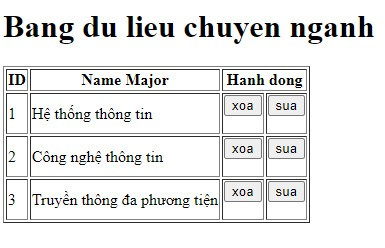 Bang du lieu chuyen nganh
ID Name Major Hanh dong
1 Hệ thống thông tin xoa sua
2 Công nghệ thông tin xoa sua
3 Truyền thông đa phương tiện xoa sua